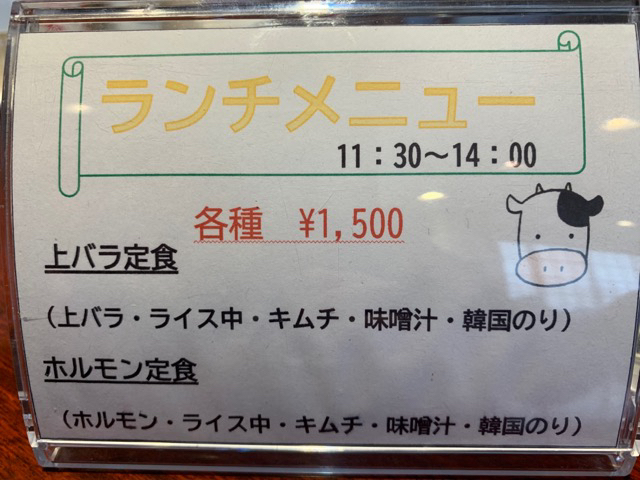 ランチメニュー
11：30～14：00
各種　¥1,500
上バラ定食
（上バラ・ライス中・キムチ・味噌汁・韓国のり）
ホルモン定食
（ホルモン・ライス中・キムチ・味噌汁・韓国のり）